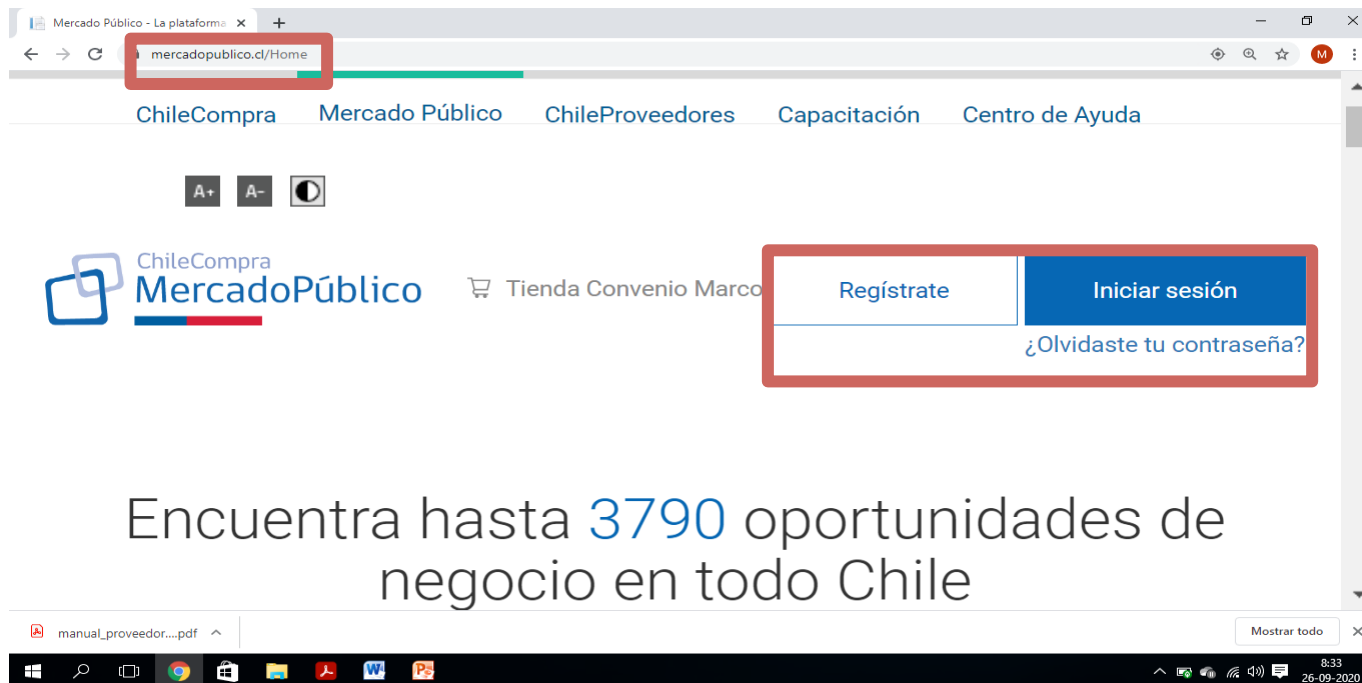 Mercado Público - La plataforma
mercadopublico.cl/Home
M
ChileCompra Mercado Público ChileProveedores Capacitación Centro de Ayuda
A+ A-
ChileCompra
MercadoPúblico
Tienda Convenio Marco
Regístrate
Iniciar sesión
¿Olvidaste tu contraseña?
Encuentra hasta 3790 oportunidades de
negocio en todo Chile
manual_proveedor....pdf
Mostrar todo
8:33
26-09-2020